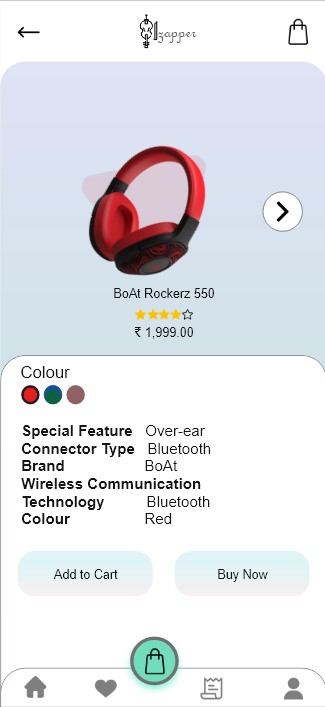 zapper
BoAt Rockerz 550
₹ 1,999.00
Colour
Special Feature Over-ear
Connector Type Bluetooth
Brand BoAt
Wireless Communication
Technology Bluetooth
Colour Red
Add to Cart Buy Now